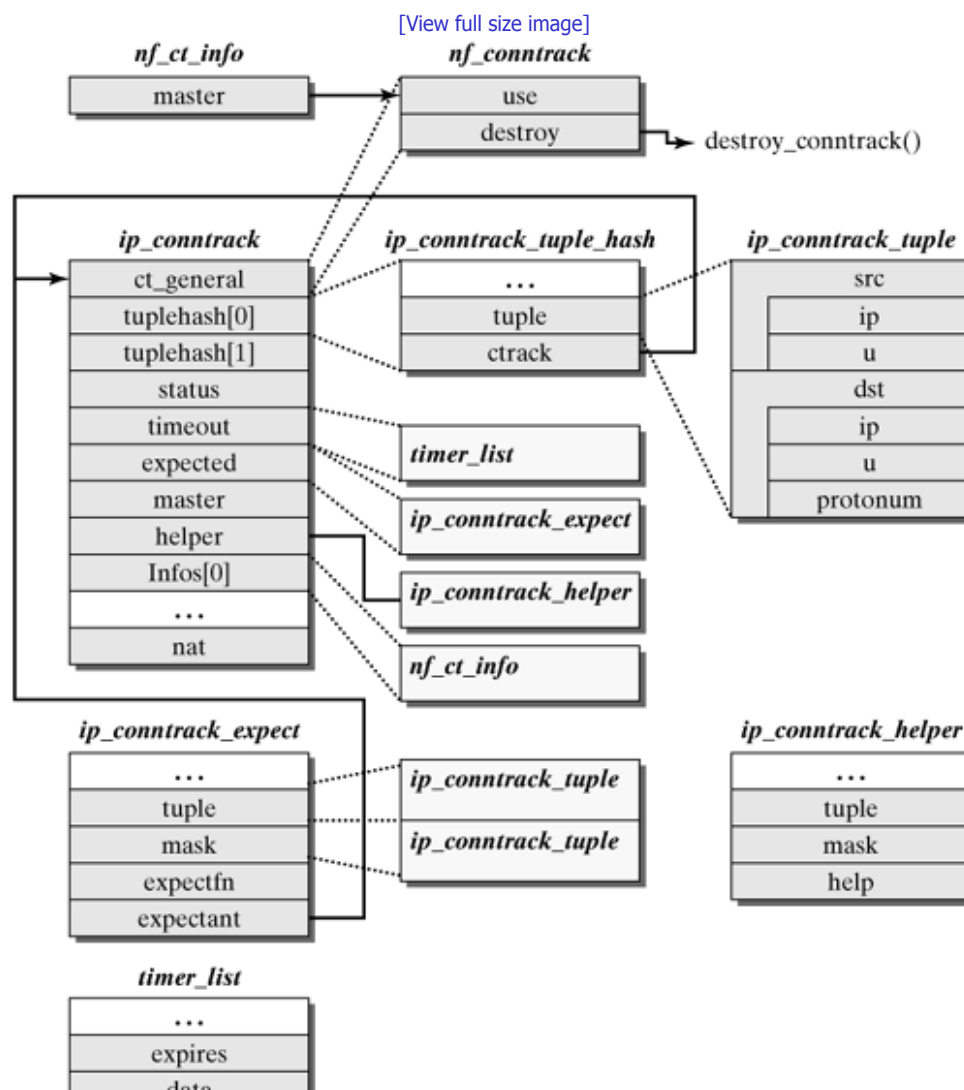 [View full size image]
nf_ct_info
master
nf_conntrack
use
destroy
destroy_conntrack()
ip_conntrack
ct_general
tuplehash[0]
tuplehash[1]
status
timeout
expected
master
helper
Infos[0]
...
nat
ip_conntrack_tuple_hash
...
tuple
ctrack
ip_conntrack_tuple
src
ip
u
dst
ip
u
protonum
timer_list
ip_conntrack_expect
ip_conntrack_helper
nf_ct_info
ip_conntrack_expect
...
tuple
mask
expectfn
expectant
ip_conntrack_tuple
ip_conntrack_tuple
ip_conntrack_helper
...
tuple
mask
help
timer_list
...
expires
data